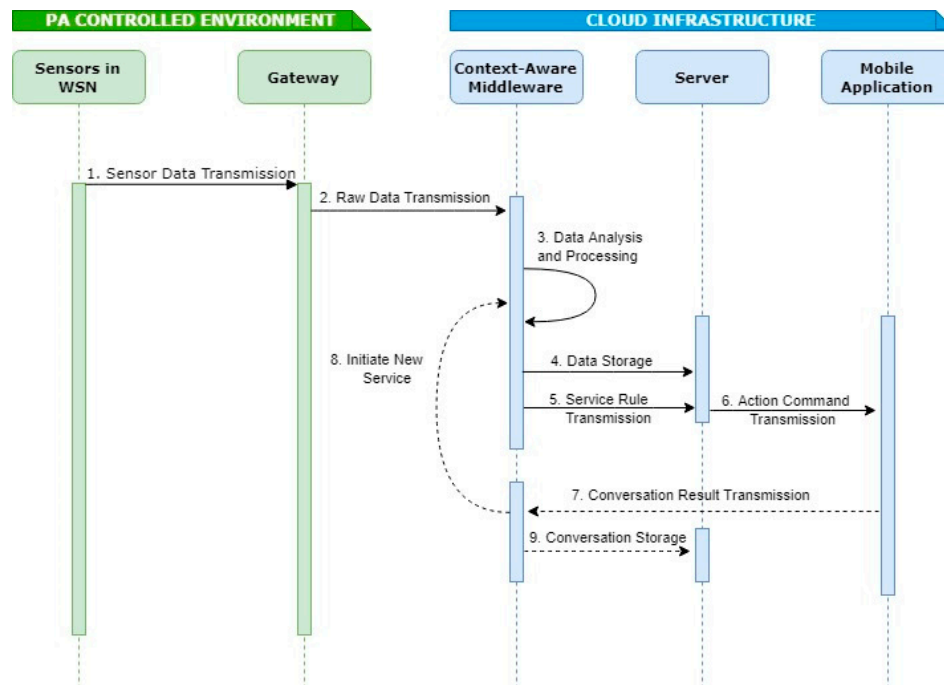 PA CONTROLLED ENVIRONMENT
CLOUD INFRASTRUCTURE
Sensors in
WSN
Gateway
Context-Aware
Middleware
Server
Mobile
Application
1. Sensor Data Transmission
2. Raw Data Transmission
3. Data Analysis
and Processing
8. Initiate New
Service
4. Data Storage
5. Service Rule
Transmission
6. Action Command
Transmission
7. Conversation Result Transmission
9. Conversation Storage